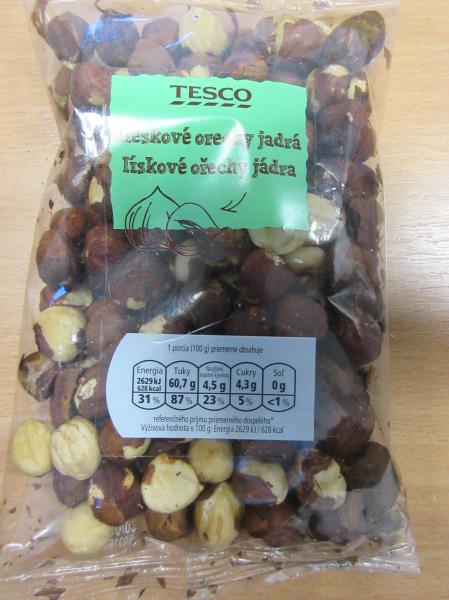 TESCO
Lieskové orechy jadrá
lískové ořechy jádra
1 porcia (100 g) priemerne obsahuje
Energia Tuky Nasýtené mastné kyseliny Cukry Soľ
2629 kJ 628 kcal 60,7 g 4,5 g 4,3 g 0 g
31 % 87 % 23 % 5 % <1 %
referenčného príjmu priemerného dospelého*
Výživová hodnota v 100 g: Energia 2629 kJ / 628 kcal